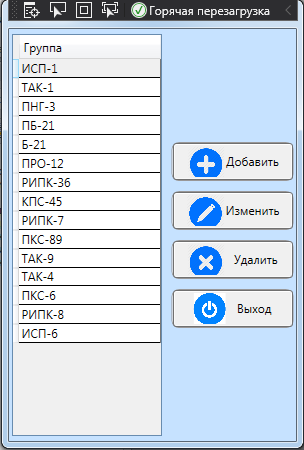 Горячая перезагрузка
Группа
ИСП-1
ТАК-1
ПНГ-3
ПБ-21
Б-21
ПРО-12
РИПК-36
КПС-45
РИПК-7
ПКС-89
ТАК-9
ТАК-4
ПКС-6
РИПК-8
ИСП-6
Добавить
Изменить
Удалить
Выход